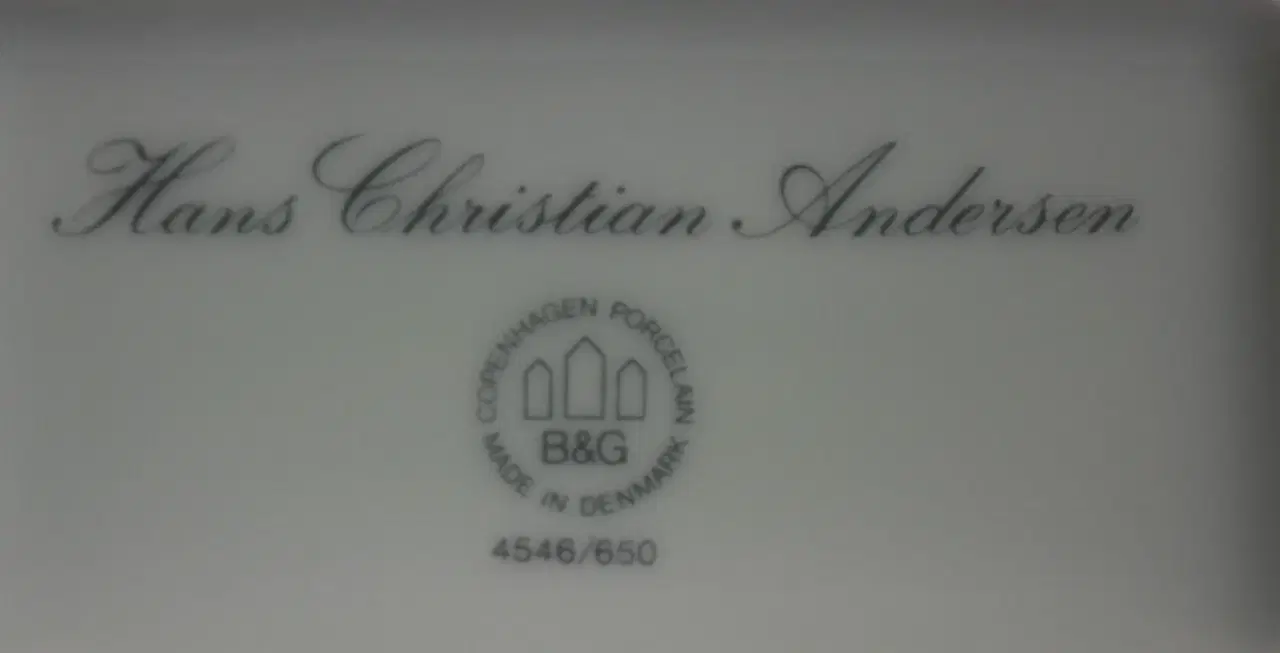 Hans Christian Andersen
COPENHAGEN PORCELAIN
B&G
MADE IN DENMARK
4546/650